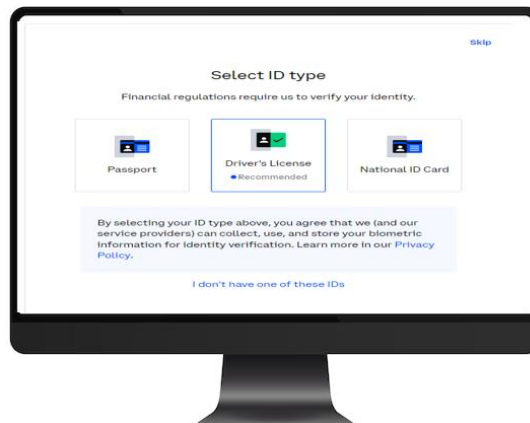 Skip
Select ID type
Financial regulations require us to verify your identity.
Passport
Driver's License
Recommended
National ID Card
By selecting your ID type above, you agree that we (and our
service providers) can collect, use, and store your biometric
information for identity verification. Learn more in our Privacy
Policy.
I don't have one of these IDs